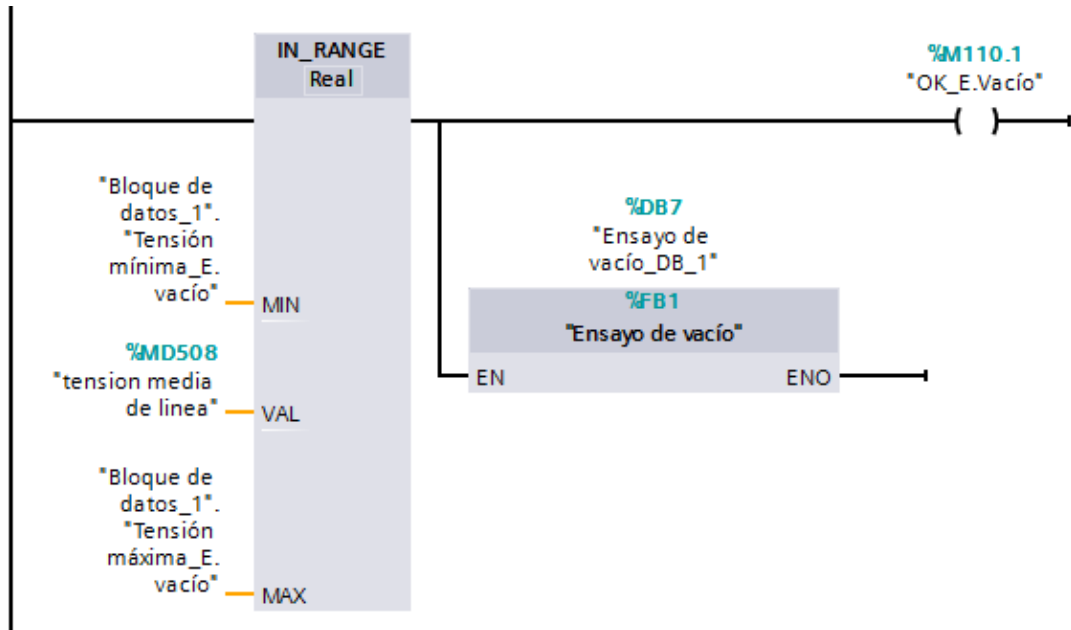 IN_RANGE
Real
%M110.1
"OK_E.Vacío"
"Bloque de
datos_1".
"Tensión
mínima_E.
vacío"
MIN
%MD508
"tension media
de linea"
VAL
"Bloque de
datos_1".
"Tensión
máxima_E.
vacío"
MAX
%DB7
"Ensayo de
vacío_DB_1"
%FB1
"Ensayo de vacío"
EN
ENO